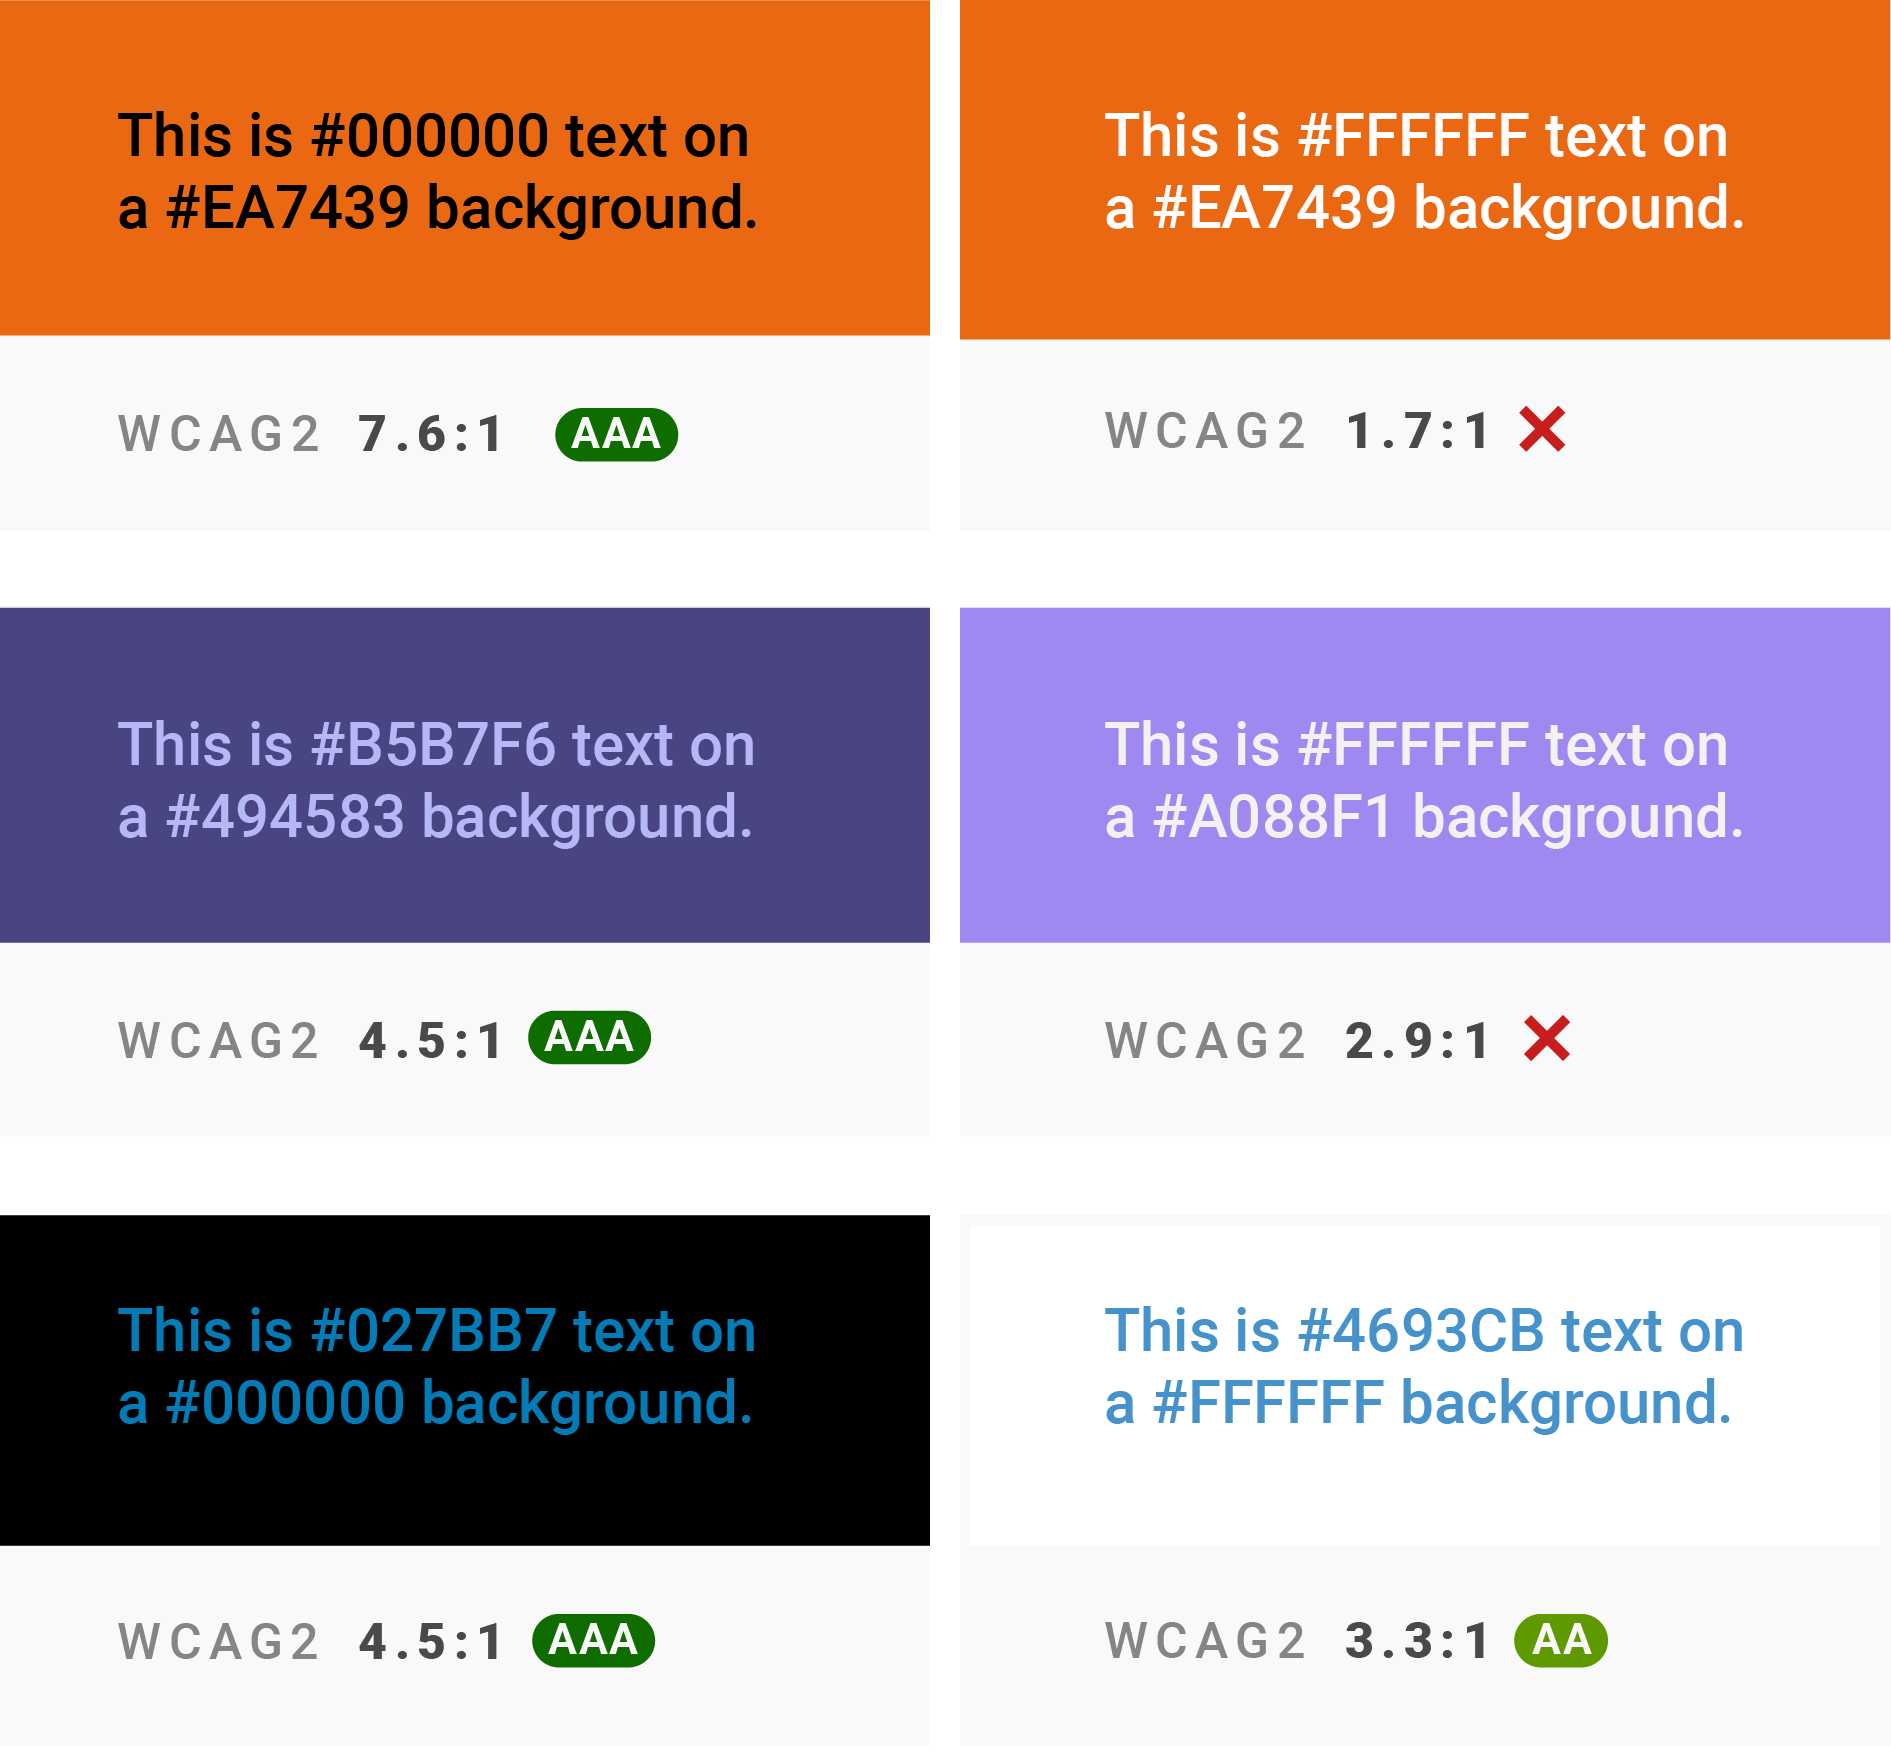 This is #000000 text on
a #EA7439 background.
WCAG2 7.6:1 AAA
This is #FFFFFF text on
a #EA7439 background.
WCAG2 1.7:1
This is #B5B7F6 text on
a #494583 background.
WCAG2 4.5:1 AAA
This is #FFFFFF text on
a #A088F1 background.
WCAG2 2.9:1
This is #027BB7 text on
a #000000 background.
WCAG2 4.5:1 AAA
This is #4693CB text on
a #FFFFFF background.
WCAG2 3.3:1 AA